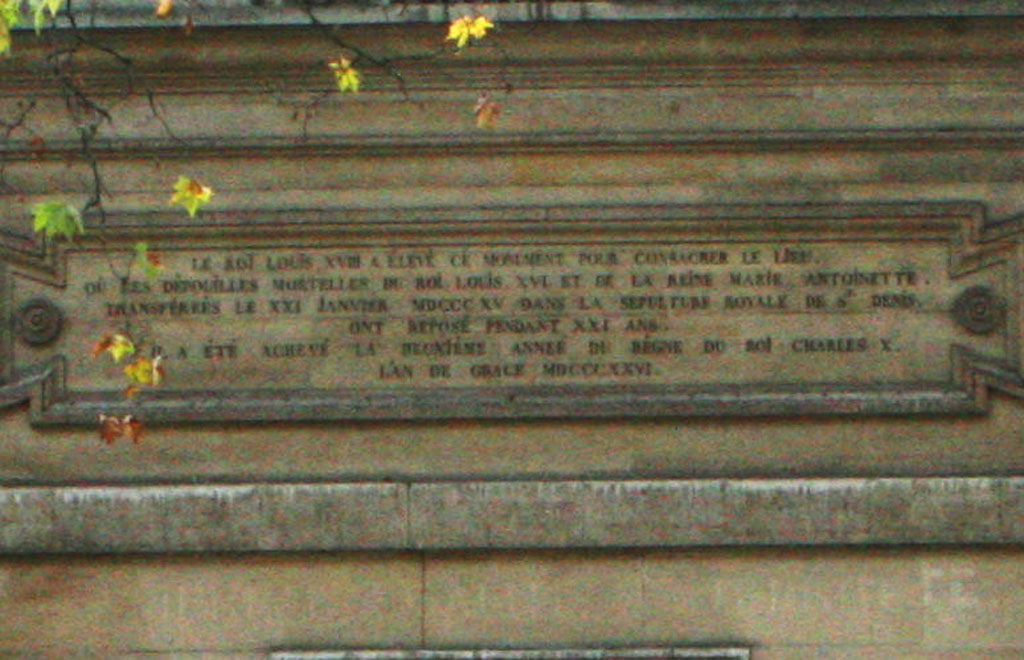 LE ROI LOUIS XVIII A ÉLEVÉ CE MONUMENT POUR CONSACRER LE LIEU.
OÙ LES DÉPOUILLES MORTELLES DU ROI LOUIS XVI ET DE LA REINE MARIE ANTOINETTE.
TRANSFÉRÉES LE XXI JANVIER MDCCCXV DANS LA SÉPULTURE ROYALE DE ST DENIS.
ONT REPOSÉ PENDANT XXI ANS.
IL A ÉTÉ ACHEVÉ LA DEUXIÈME ANNÉE DU RÈGNE DU ROI CHARLES X.
L'AN DE GRACE MDCCCXXVI.